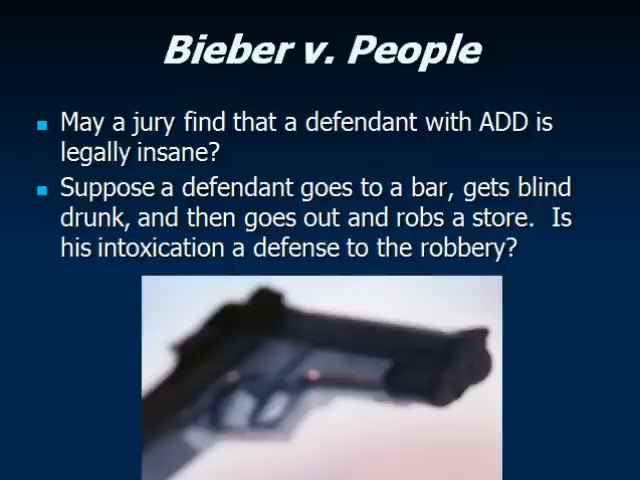 Bieber v. People
May a jury find that a defendant with ADD is
legally insane?
Suppose a defendant goes to a bar, gets blind
drunk, and then goes out and robs a store.  Is
his intoxication a defense to the robbery?